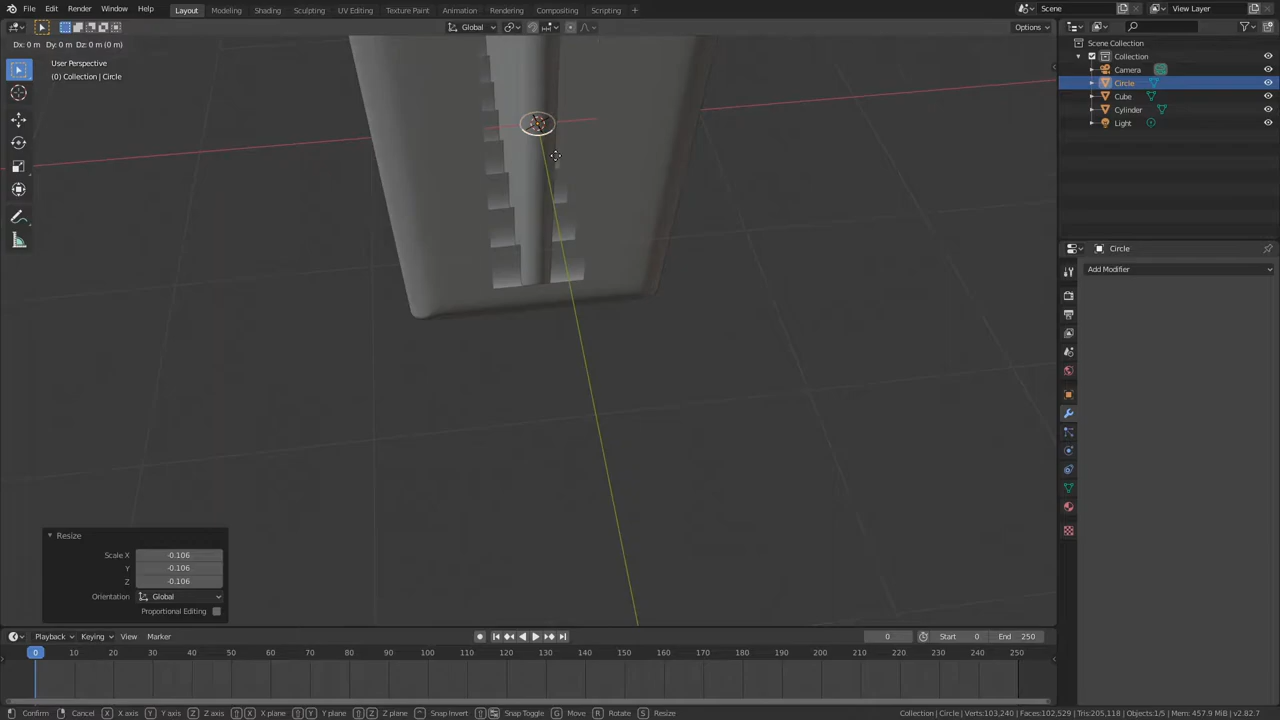 File Edit Render Window Help Layout Modeling Shading Sculpting UV Editing Texture Paint Animation Rendering Compositing Scripting + Scene View Layer
Global Options
Dx: 0 m Dy: 0 m Dz: 0 m (0 m)
User Perspective
(0) Collection | Circle
Scene Collection
Collection
Camera
Circle
Cube
Cylinder
Light
Circle
Add Modifier
Resize
Scale X -0.106
Y -0.106
Z -0.106
Orientation Global
Proportional Editing
Playback Keying View Marker 0 Start 0 End 250
0 10 20 30 40 50 60 70 80 90 100 110 120 130 140 150 160 170 180 190 200 210 220 230 240 250
Confirm Cancel X X axis Y Y axis Z Z axis X X plane Y Y plane Z Z plane Snap Invert Snap Toggle G Move R Rotate S Resize Collection | Circle | Verts:103,240 | Faces:102,529 | Tris:205,118 | Objects:1/5 | Mem: 457.9 MiB | v2.82.7